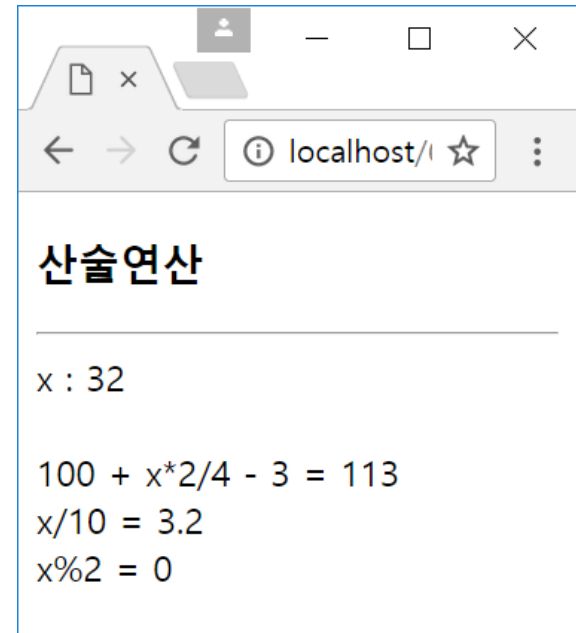 localhost/
산술연산
x : 32
100 + x*2/4 - 3 = 113
x/10 = 3.2
x%2 = 0